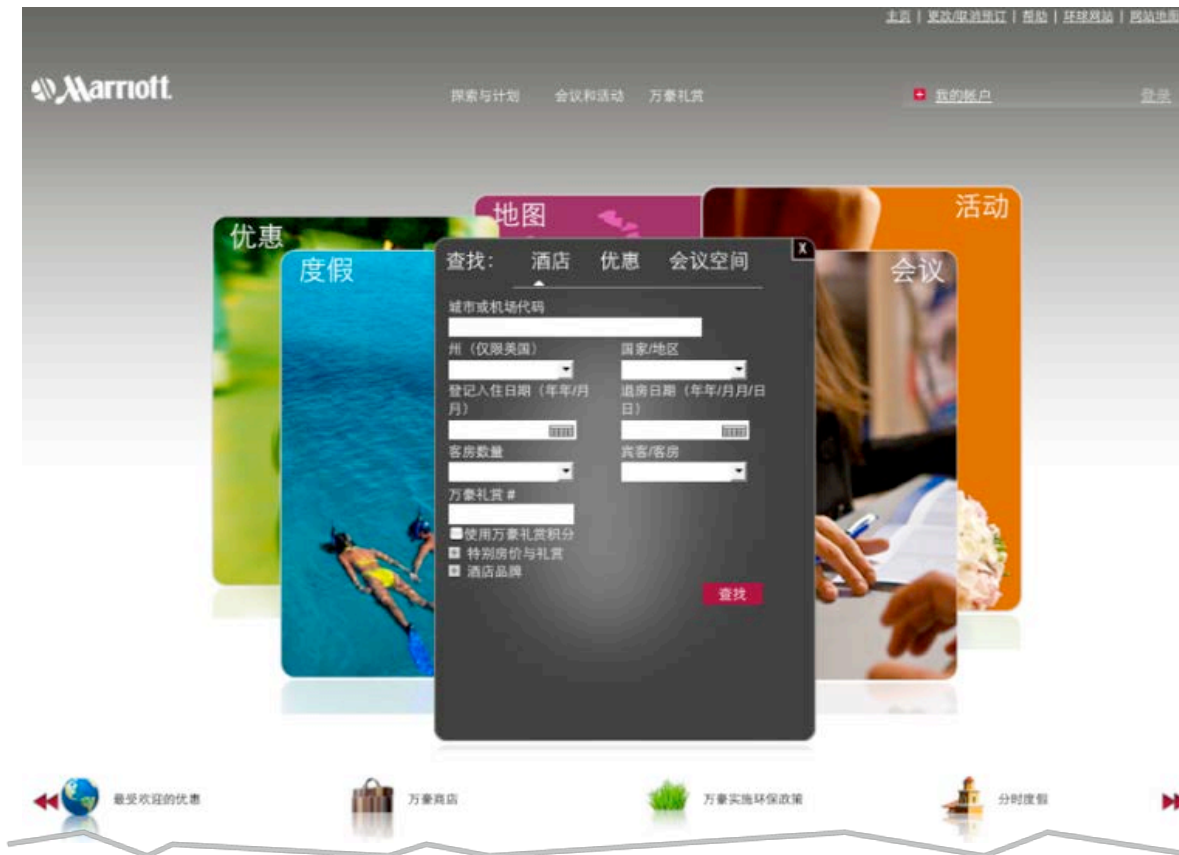 主页 | 更改/取消预订 | 帮助 | 环球网站 | 网站地图
Marriott
探索与计划 会议和活动 万豪礼赏
我的帐户 登录
优惠
度假
地图
活动
会议
X
查找： 酒店 优惠 会议空间
城市或机场代码
州（仅限美国） 国家/地区
登记入住日期（年年/月
月）
退房日期（年年/月月/日
日）
客房数量 宾客/客房
万豪礼赏 #
使用万豪礼赏积分
特别房价与礼赏
酒店品牌
查找
最受欢迎的优惠 万豪商店 万豪实施环保政策 分时度假